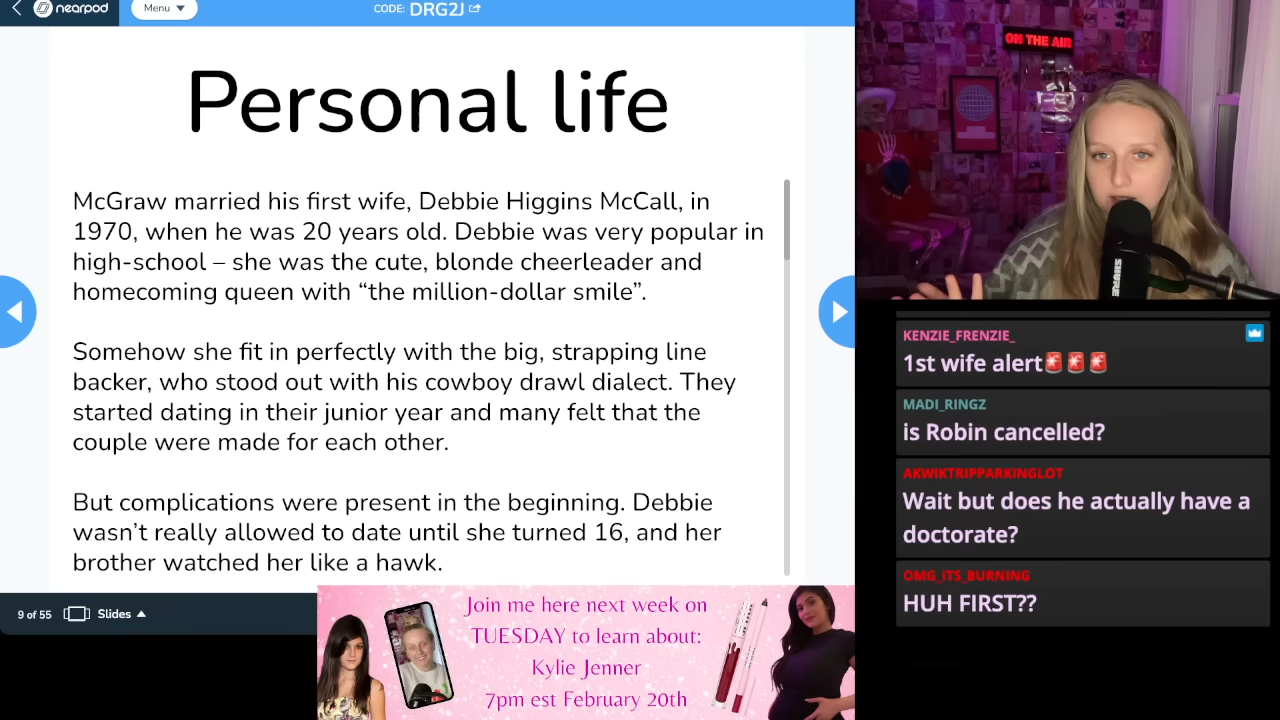 nearpod
Menu
CODE: DRG2J
ON THE AIR
Personal life
McGraw married his first wife, Debbie Higgins McCall, in
1970, when he was 20 years old. Debbie was very popular in
high-school – she was the cute, blonde cheerleader and
homecoming queen with “the million-dollar smile”.
Somehow she fit in perfectly with the big, strapping line
backer, who stood out with his cowboy drawl dialect. They
started dating in their junior year and many felt that the
couple were made for each other.
But complications were present in the beginning. Debbie
wasn’t really allowed to date until she turned 16, and her
brother watched her like a hawk.
9 of 55
Slides
SHURE
KENZIE_FRENZIE_
1st wife alert🚨🚨🚨
MADI_RINGZ
is Robin cancelled?
AKWIKTRIPPARKINGLOT
Wait but does he actually have a
doctorate?
OMG_ITS_BURNING
HUH FIRST??
Join me here next week on
TUESDAY to learn about:
Kylie Jenner
7pm est February 20th